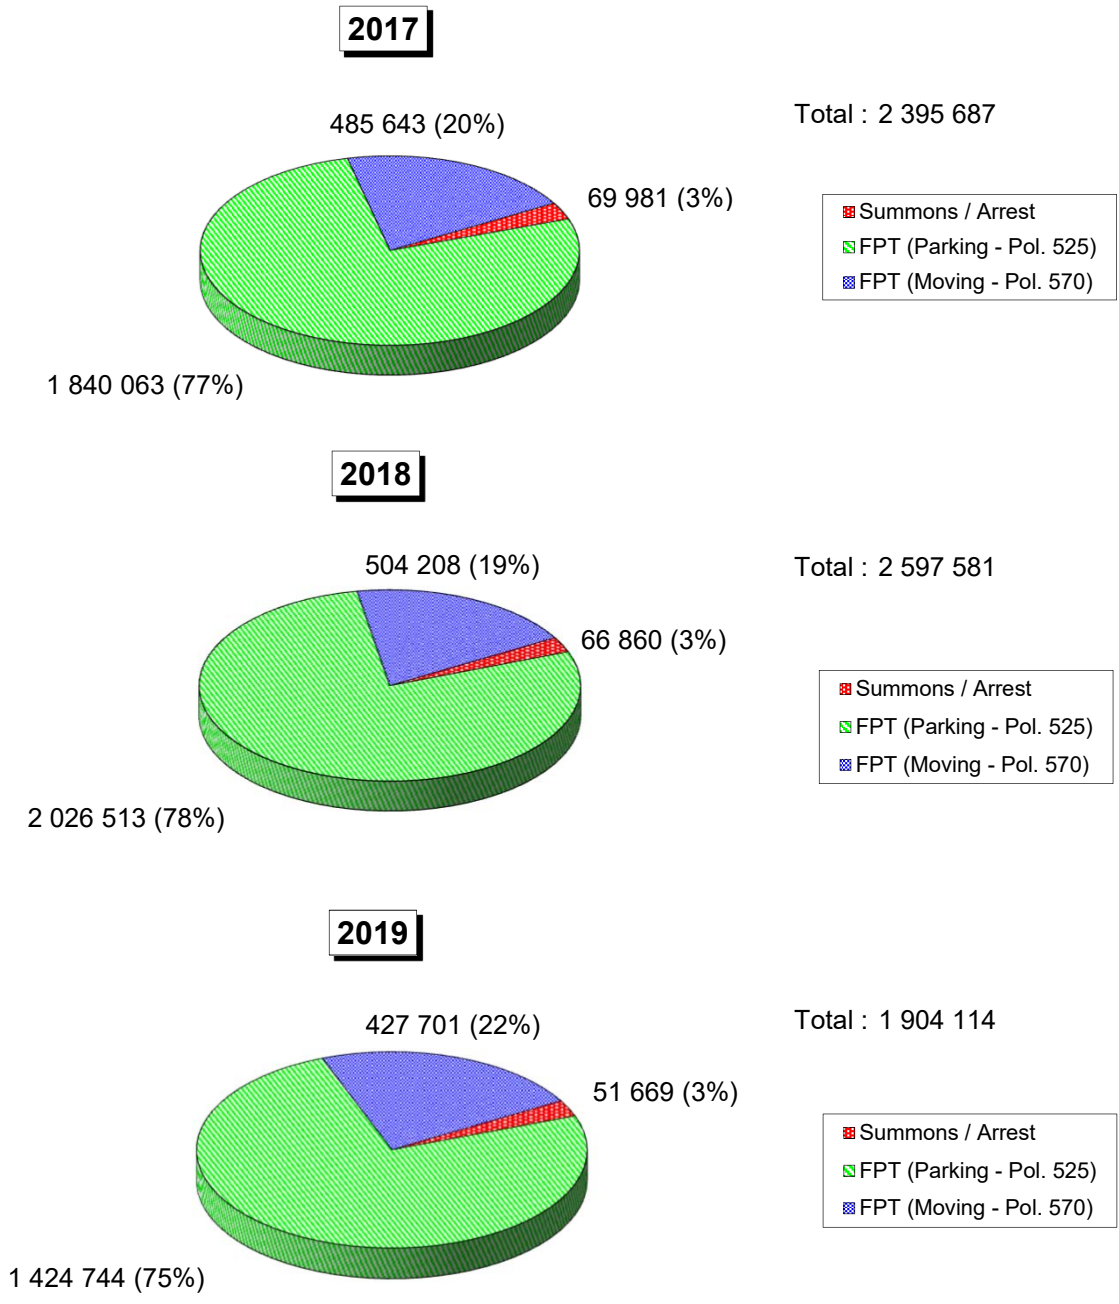 2017
485 643 (20%)
Total : 2 395 687
69 981 (3%)
Summons / Arrest
FPT (Parking - Pol. 525)
FPT (Moving - Pol. 570)
1 840 063 (77%)
2018
504 208 (19%)
Total : 2 597 581
66 860 (3%)
Summons / Arrest
FPT (Parking - Pol. 525)
FPT (Moving - Pol. 570)
2 026 513 (78%)
2019
427 701 (22%)
Total : 1 904 114
51 669 (3%)
Summons / Arrest
FPT (Parking - Pol. 525)
FPT (Moving - Pol. 570)
1 424 744 (75%)